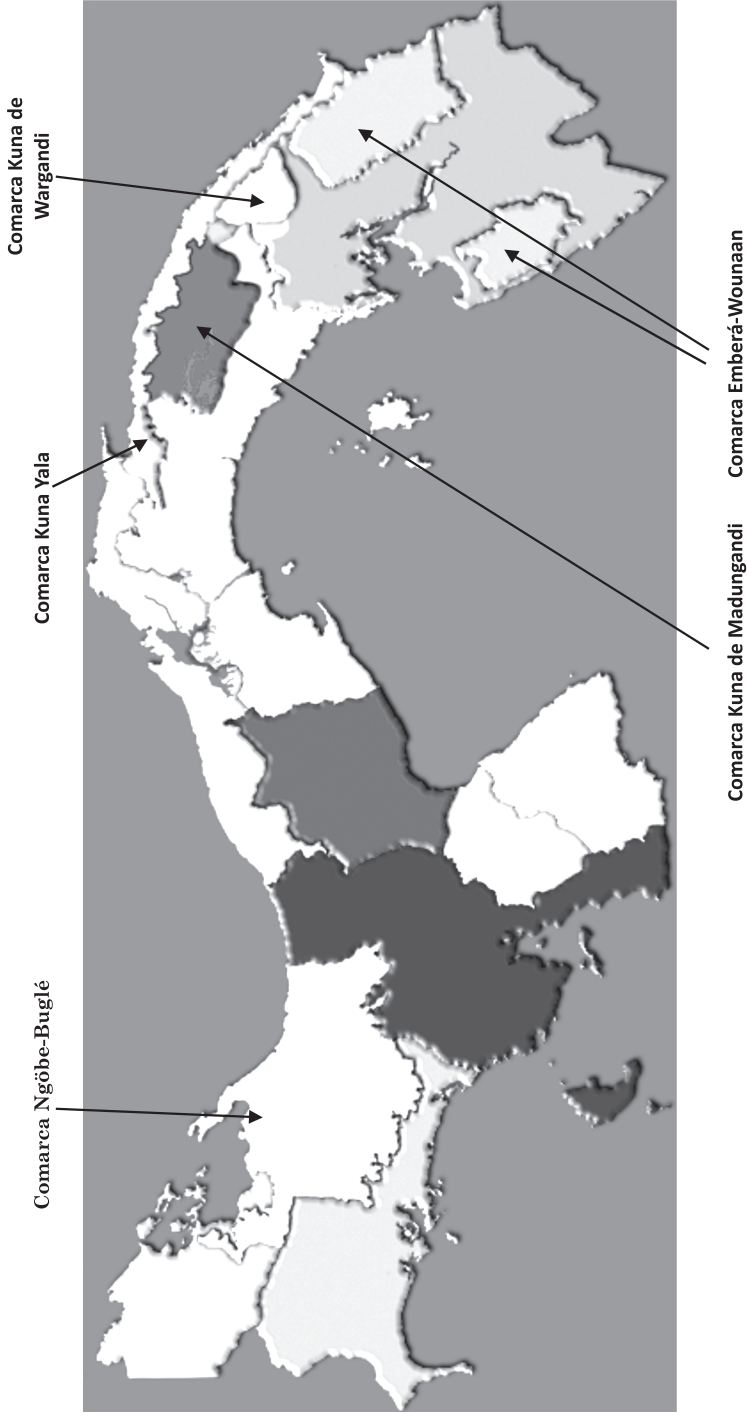 Comarca Ngöbe-Buglé
Comarca Kuna Yala
Comarca Kuna de
Wargandi
Comarca Kuna de Madungandi
Comarca Emberá-Wounaan